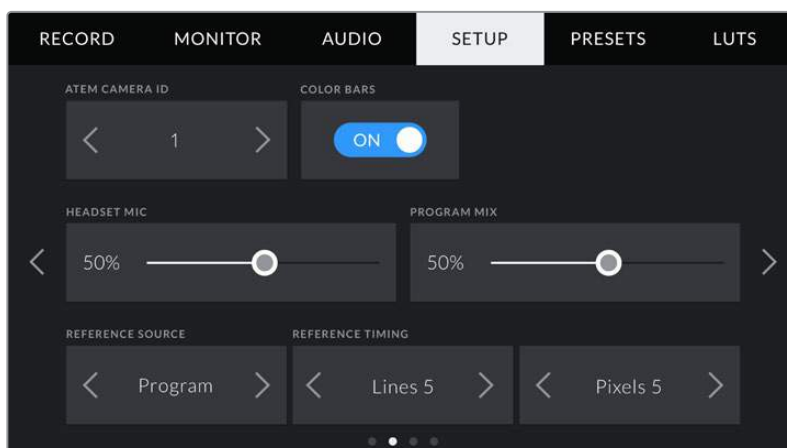 RECORD MONITOR AUDIO SETUP PRESETS LUTS
ATEM CAMERA ID COLOR BARS
1 ON
HEADSET MIC PROGRAM MIX
50% 50%
REFERENCE SOURCE REFERENCE TIMING
Program Lines 5 Pixels 5